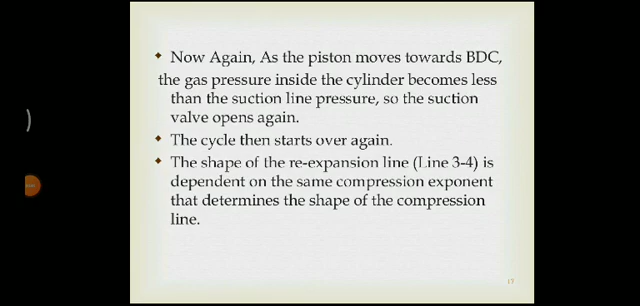 Now Again, As the piston moves towards BDC,
the gas pressure inside the cylinder becomes less
than the suction line pressure, so the suction
valve opens again.
The cycle then starts over again.
The shape of the re-expansion line (Line 3-4) is
dependent on the same compression exponent
that determines the shape of the compression
line.